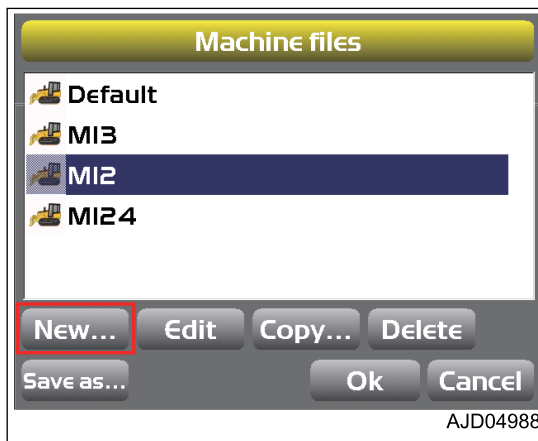 Machine files
Default
MI3
MI2
MI24
New... Edit Copy... Delete
Save as... Ok Cancel
AJD04988